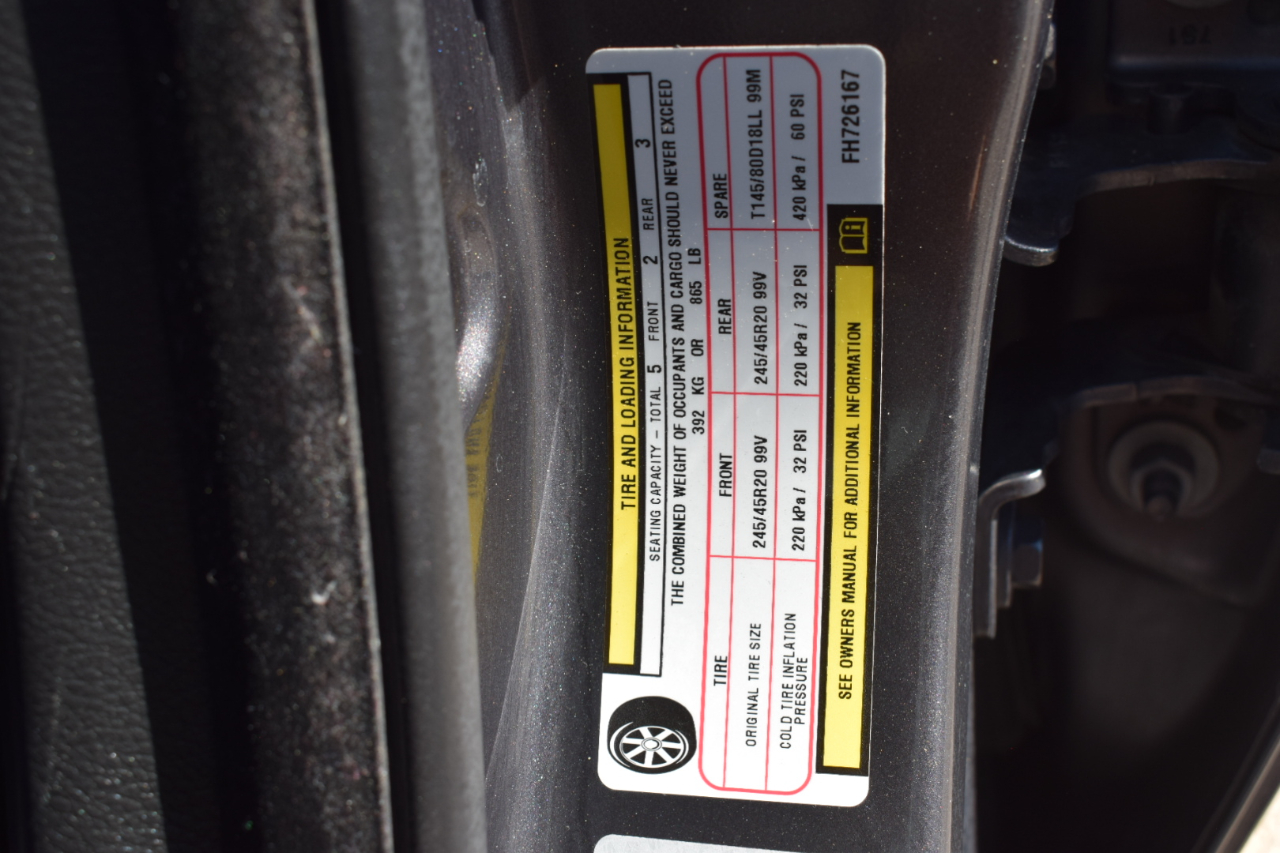 TIRE AND LOADING INFORMATION
SEATING CAPACITY – TOTAL 5 FRONT 2 REAR 3
THE COMBINED WEIGHT OF OCCUPANTS AND CARGO SHOULD NEVER EXCEED
392 KG OR 865 LB
TIRE FRONT REAR SPARE
ORIGINAL TIRE SIZE 245/45R20 99V 245/45R20 99V T145/80D18LL 99M
COLD TIRE INFLATION
PRESSURE 220 kPa / 32 PSI 220 kPa / 32 PSI 420 kPa / 60 PSI
SEE OWNERS MANUAL FOR ADDITIONAL INFORMATION
FH726167